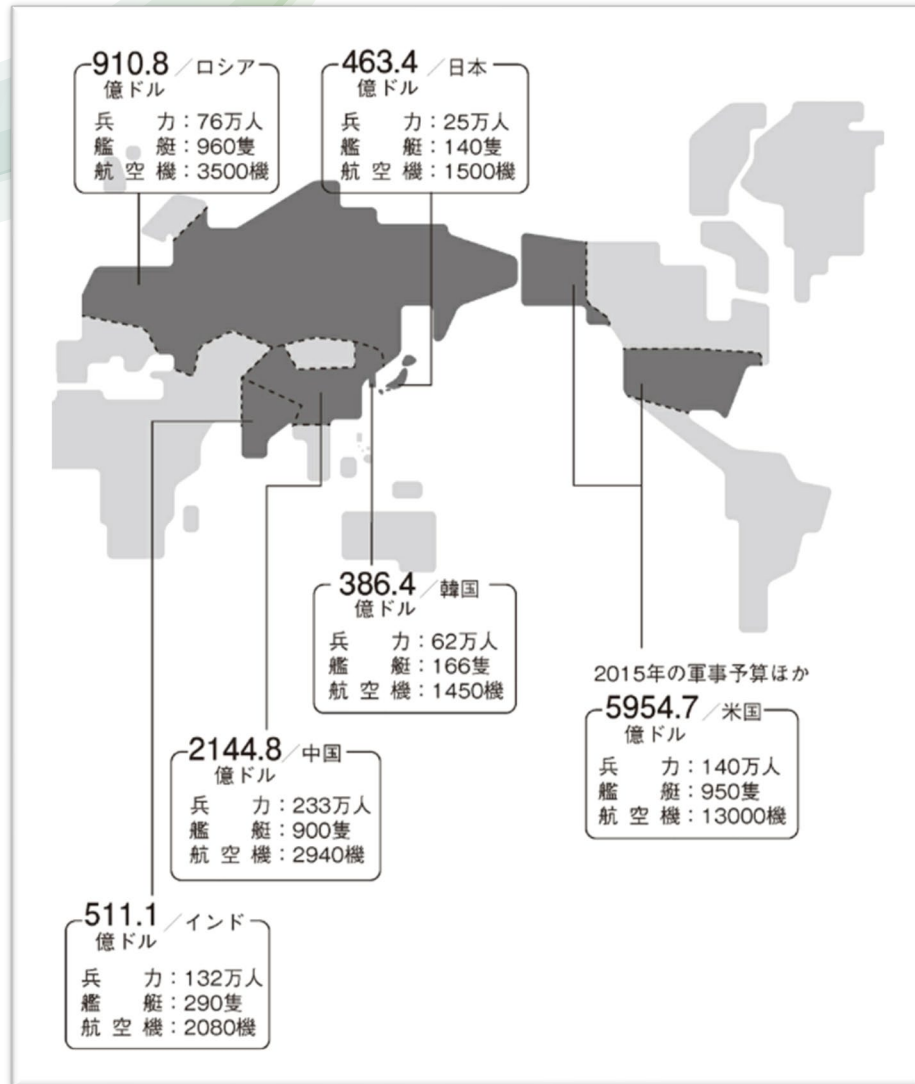 910.8／ロシア
億ドル
兵　　力：76万人
艦　　艇：960隻
航 空 機：3500機
463.4／日本
億ドル
兵　　力：25万人
艦　　艇：140隻
航 空 機：1500機
386.4／韓国
億ドル
兵　　力：62万人
艦　　艇：166隻
航 空 機：1450機
2015年の軍事予算ほか
5954.7／米国
億ドル
兵　　力：140万人
艦　　艇：950隻
航 空 機：13000機
2144.8／中国
億ドル
兵　　力：233万人
艦　　艇：900隻
航 空 機：2940機
511.1／インド
億ドル
兵　　力：132万人
艦　　艇：290隻
航 空 機：2080機